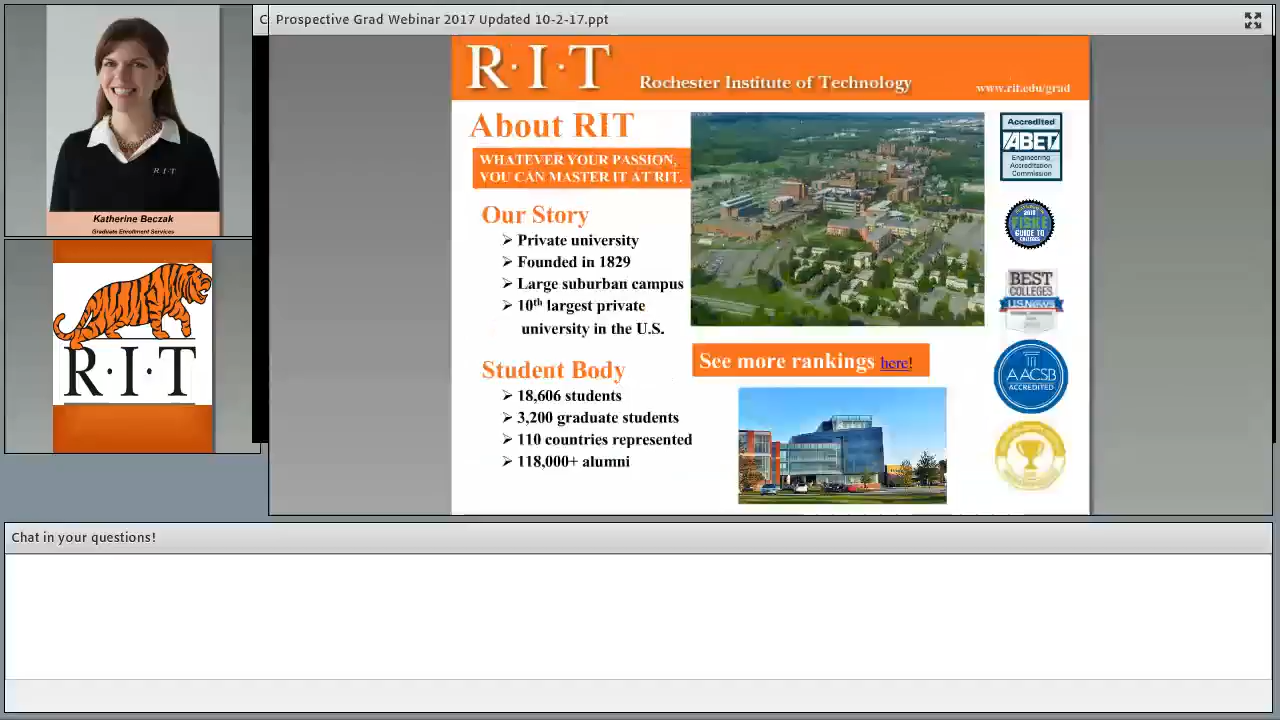 C
Prospective Grad Webinar 2017 Updated 10-2-17.ppt
R·I·T
Katherine Beczak
Graduate Enrollment Services
R·I·T
R·I·T
Rochester Institute of Technology
www.rit.edu/grad
About RIT
WHATEVER YOUR PASSION,
YOU CAN MASTER IT AT RIT.
Our Story
➢ Private university
➢ Founded in 1829
➢ Large suburban campus
➢ 10th largest private
university in the U.S.
Student Body
➢ 18,606 students
➢ 3,200 graduate students
➢ 110 countries represented
➢ 118,000+ alumni
See more rankings here!
Accredited
ABET
Engineering
Accreditation
Commission
FISKE
GUIDE TO
COLLEGES
BEST
COLLEGES
U.S.News
AACSB
ACCREDITED
Chat in your questions!